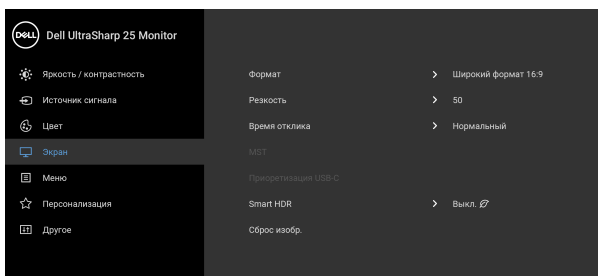 DELL Dell UltraSharp 25 Monitor
Яркость / контрастность
Формат Широкий формат 16:9
Источник сигнала
Резкость 50
Цвет
Время отклика Нормальный
Экран
MST
Меню
Приоретизация USB-C
Персонализация
Smart HDR Выкл.
Другое
Сброс изобр.